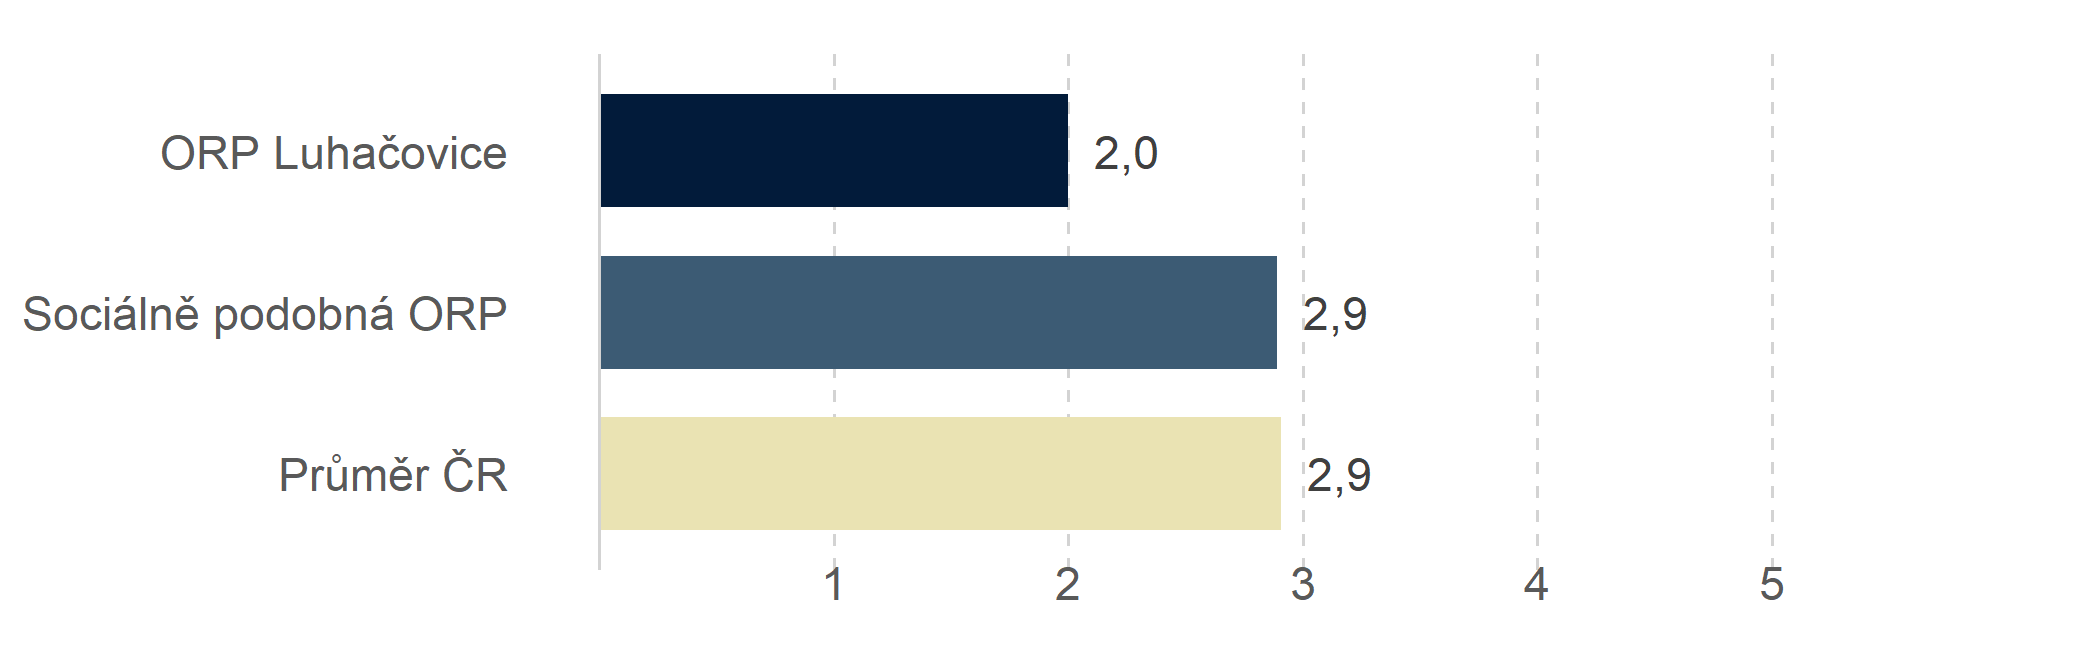 ORP Luhačovice 2,0
Sociálně podobná ORP 2,9
Průměr ČR 2,9
1 2 3 4 5